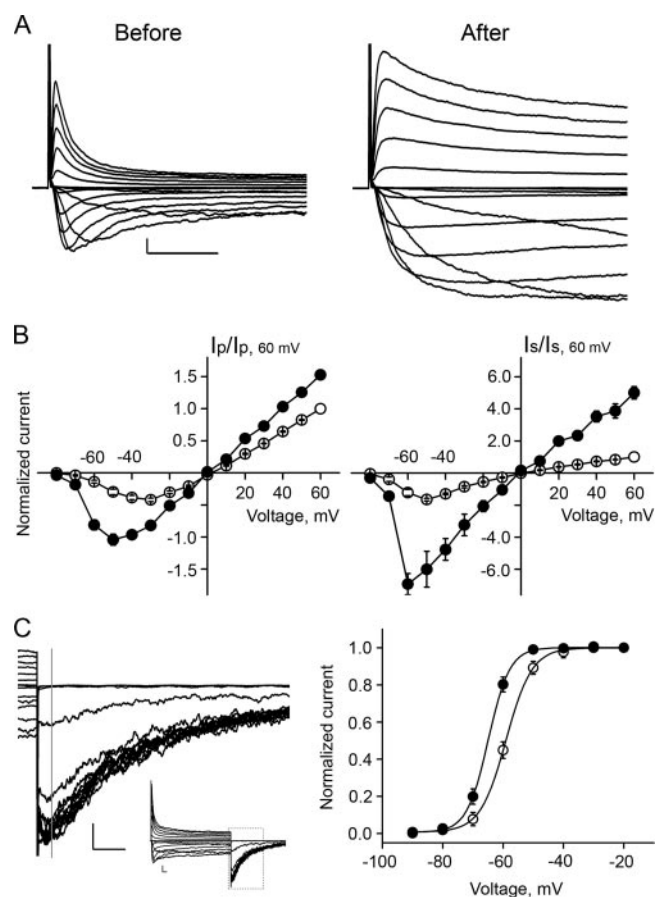 A
Before
After
B
Ip/Ip, 60 mV
Is/Is, 60 mV
Normalized current
1.5
1.0
0.5
-60 -40
20 40 60
Voltage, mV
-0.5
-1.0
-1.5
6.0
4.0
2.0
-60 -40
20 40 60
Voltage, mV
-2.0
-4.0
-6.0
C
Normalized current
1.0
0.8
0.6
0.4
0.2
0.0
-100 -80 -60 -40 -20
Voltage, mV